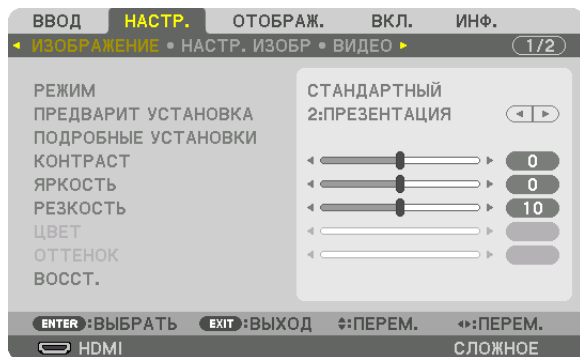 ВВОД НАСТР. ОТОБРАЖ. ВКЛ. ИНФ.
ИЗОБРАЖЕНИЕ • НАСТР. ИЗОБР • ВИДЕО 1/2
РЕЖИМ СТАНДАРТНЫЙ
ПРЕДВАРИТ УСТАНОВКА 2:ПРЕЗЕНТАЦИЯ
ПОДРОБНЫЕ УСТАНОВКИ
КОНТРАСТ 0
ЯРКОСТЬ 0
РЕЗКОСТЬ 10
ЦВЕТ
ОТТЕНОК
ВОССТ.
ENTER :ВЫБРАТЬ EXIT :ВЫХОД :ПЕРЕМ. :ПЕРЕМ.
HDMI СЛОЖНОЕ